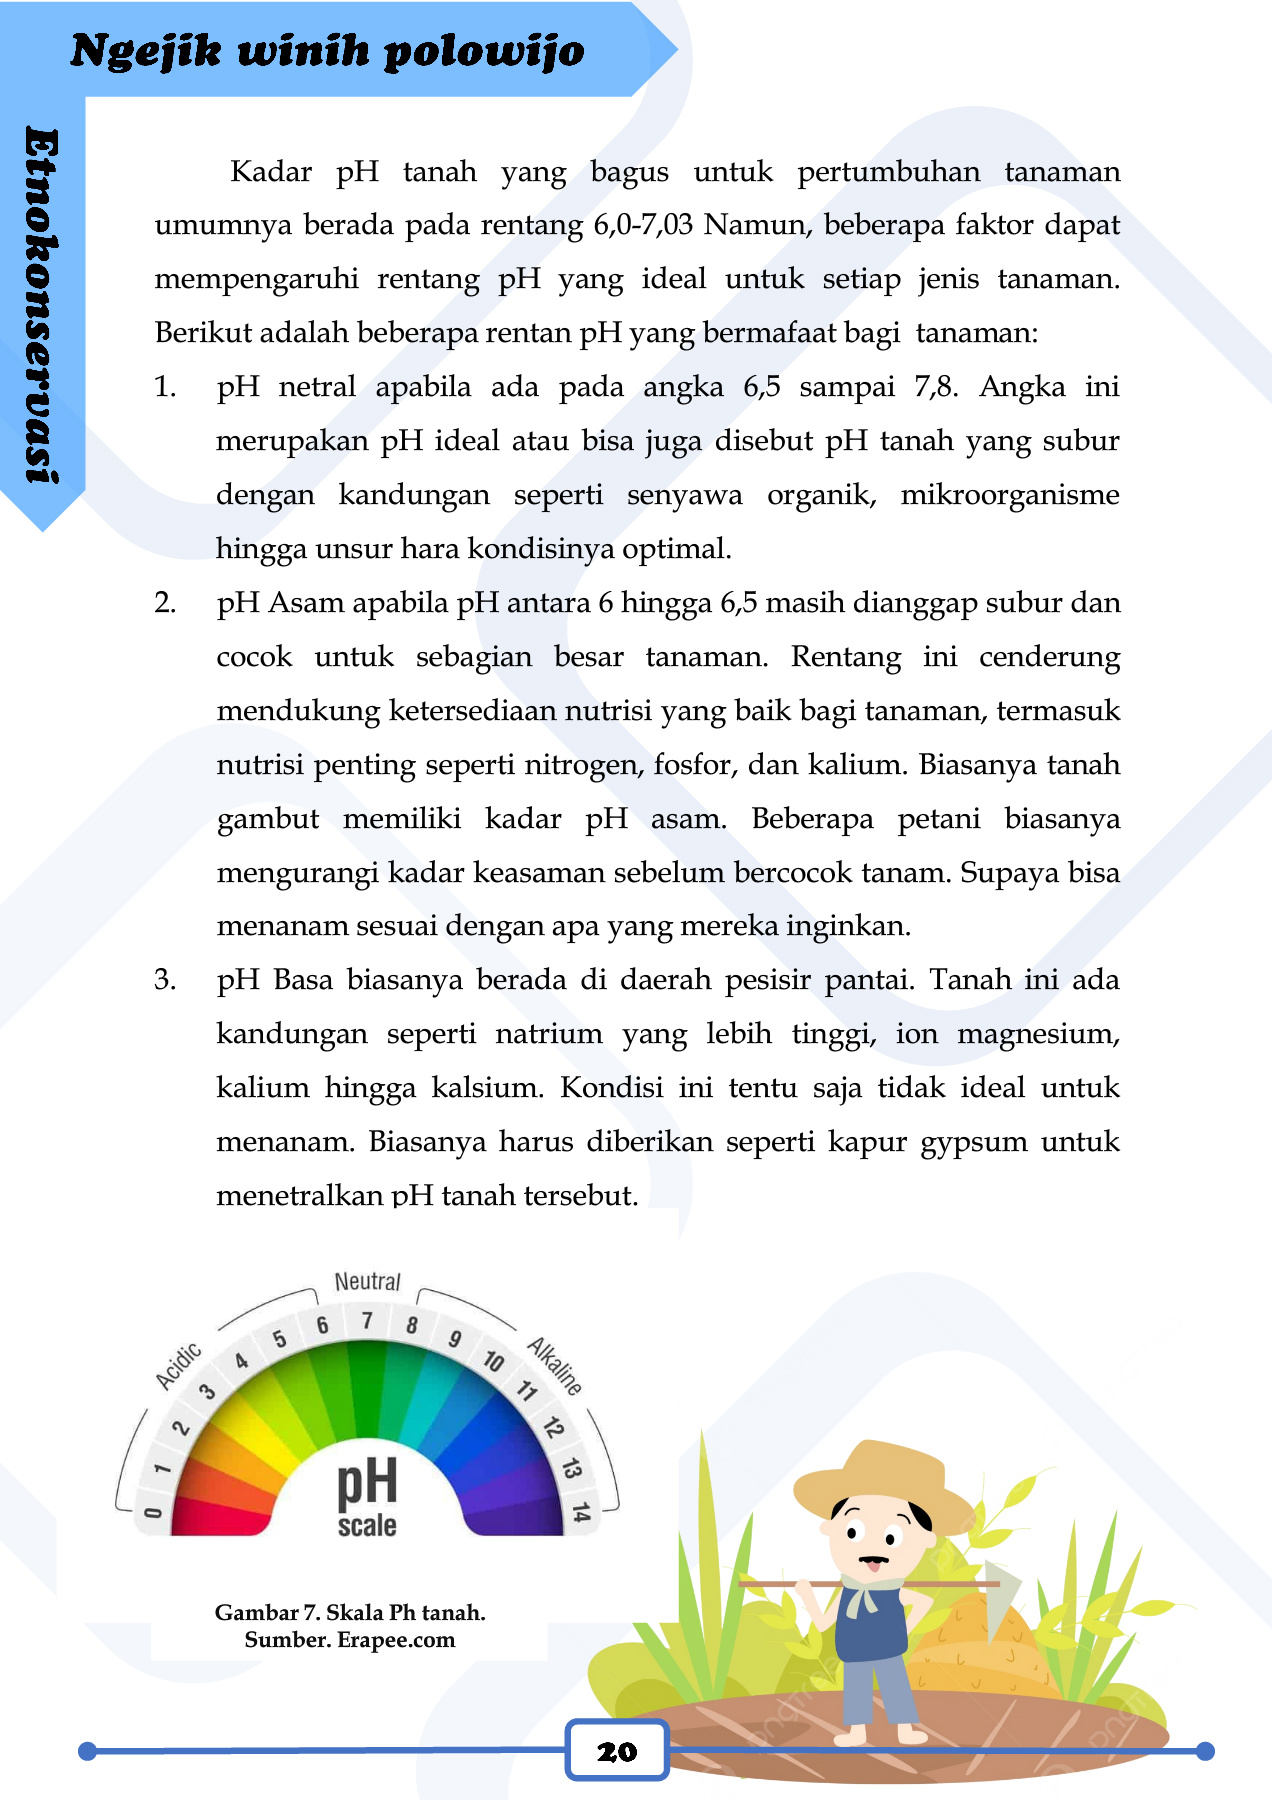 Ngejik winih polowijo
Etnokonservasi
Kadar pH tanah yang bagus untuk pertumbuhan tanaman
umumnya berada pada rentang 6,0-7,03 Namun, beberapa faktor dapat
mempengaruhi rentang pH yang ideal untuk setiap jenis tanaman.
Berikut adalah beberapa rentan pH yang bermafaat bagi tanaman:
1. pH netral apabila ada pada angka 6,5 sampai 7,8. Angka ini
merupakan pH ideal atau bisa juga disebut pH tanah yang subur
dengan kandungan seperti senyawa organik, mikroorganisme
hingga unsur hara kondisinya optimal.
2. pH Asam apabila pH antara 6 hingga 6,5 masih dianggap subur dan
cocok untuk sebagian besar tanaman. Rentang ini cenderung
mendukung ketersediaan nutrisi yang baik bagi tanaman, termasuk
nutrisi penting seperti nitrogen, fosfor, dan kalium. Biasanya tanah
gambut memiliki kadar pH asam. Beberapa petani biasanya
mengurangi kadar keasaman sebelum bercocok tanam. Supaya bisa
menanam sesuai dengan apa yang mereka inginkan.
3. pH Basa biasanya berada di daerah pesisir pantai. Tanah ini ada
kandungan seperti natrium yang lebih tinggi, ion magnesium,
kalium hingga kalsium. Kondisi ini tentu saja tidak ideal untuk
menanam. Biasanya harus diberikan seperti kapur gypsum untuk
menetralkan pH tanah tersebut.
Acidic
Neutral
Alkaline
0 1 2 3 4 5 6 7 8 9 10 11 12 13 14
pH
scale
Gambar 7. Skala Ph tanah.
Sumber. Erapee.com
20